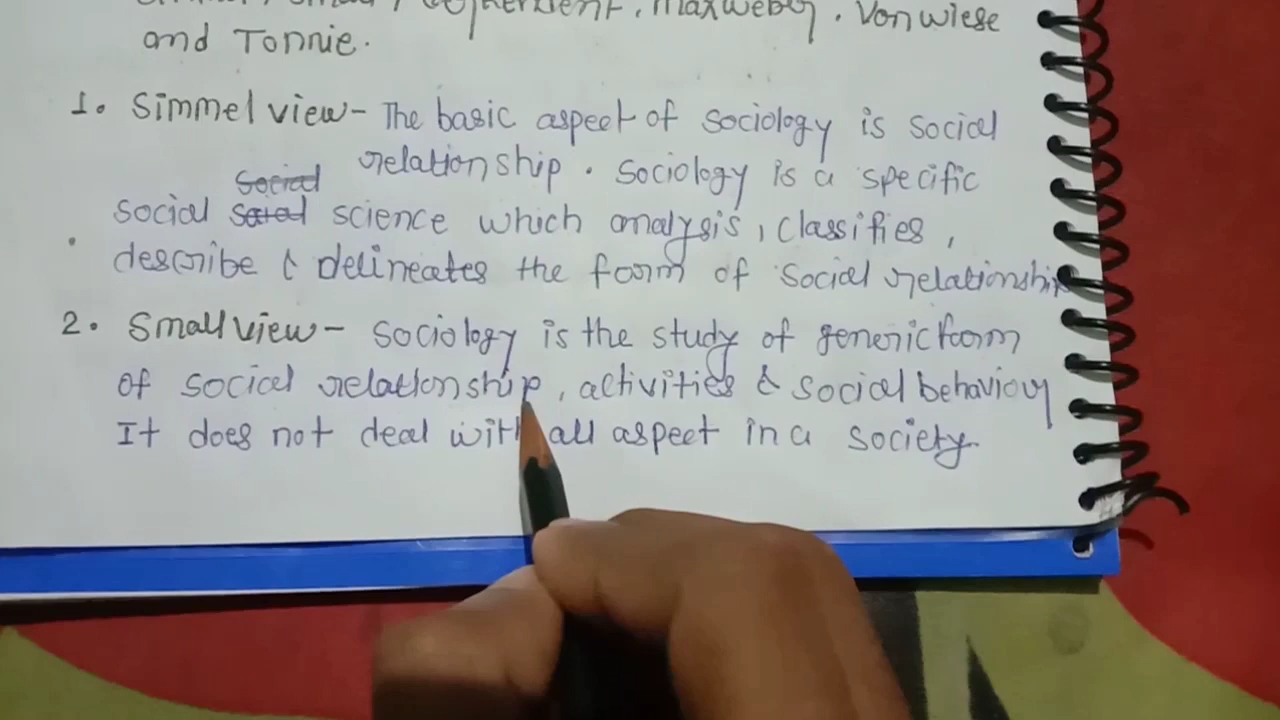 maxweber, Vonwiese
and Tonnie.
1. Simmel view- The basic aspect of sociology is social
relationship. Sociology is a specific
social science which analysis, classifies,
describe & delineates the form of social relationship
2. Small view- Sociology is the study of generic form
of social relationship, activities & social behaviour
It does not deal with all aspect in a society.